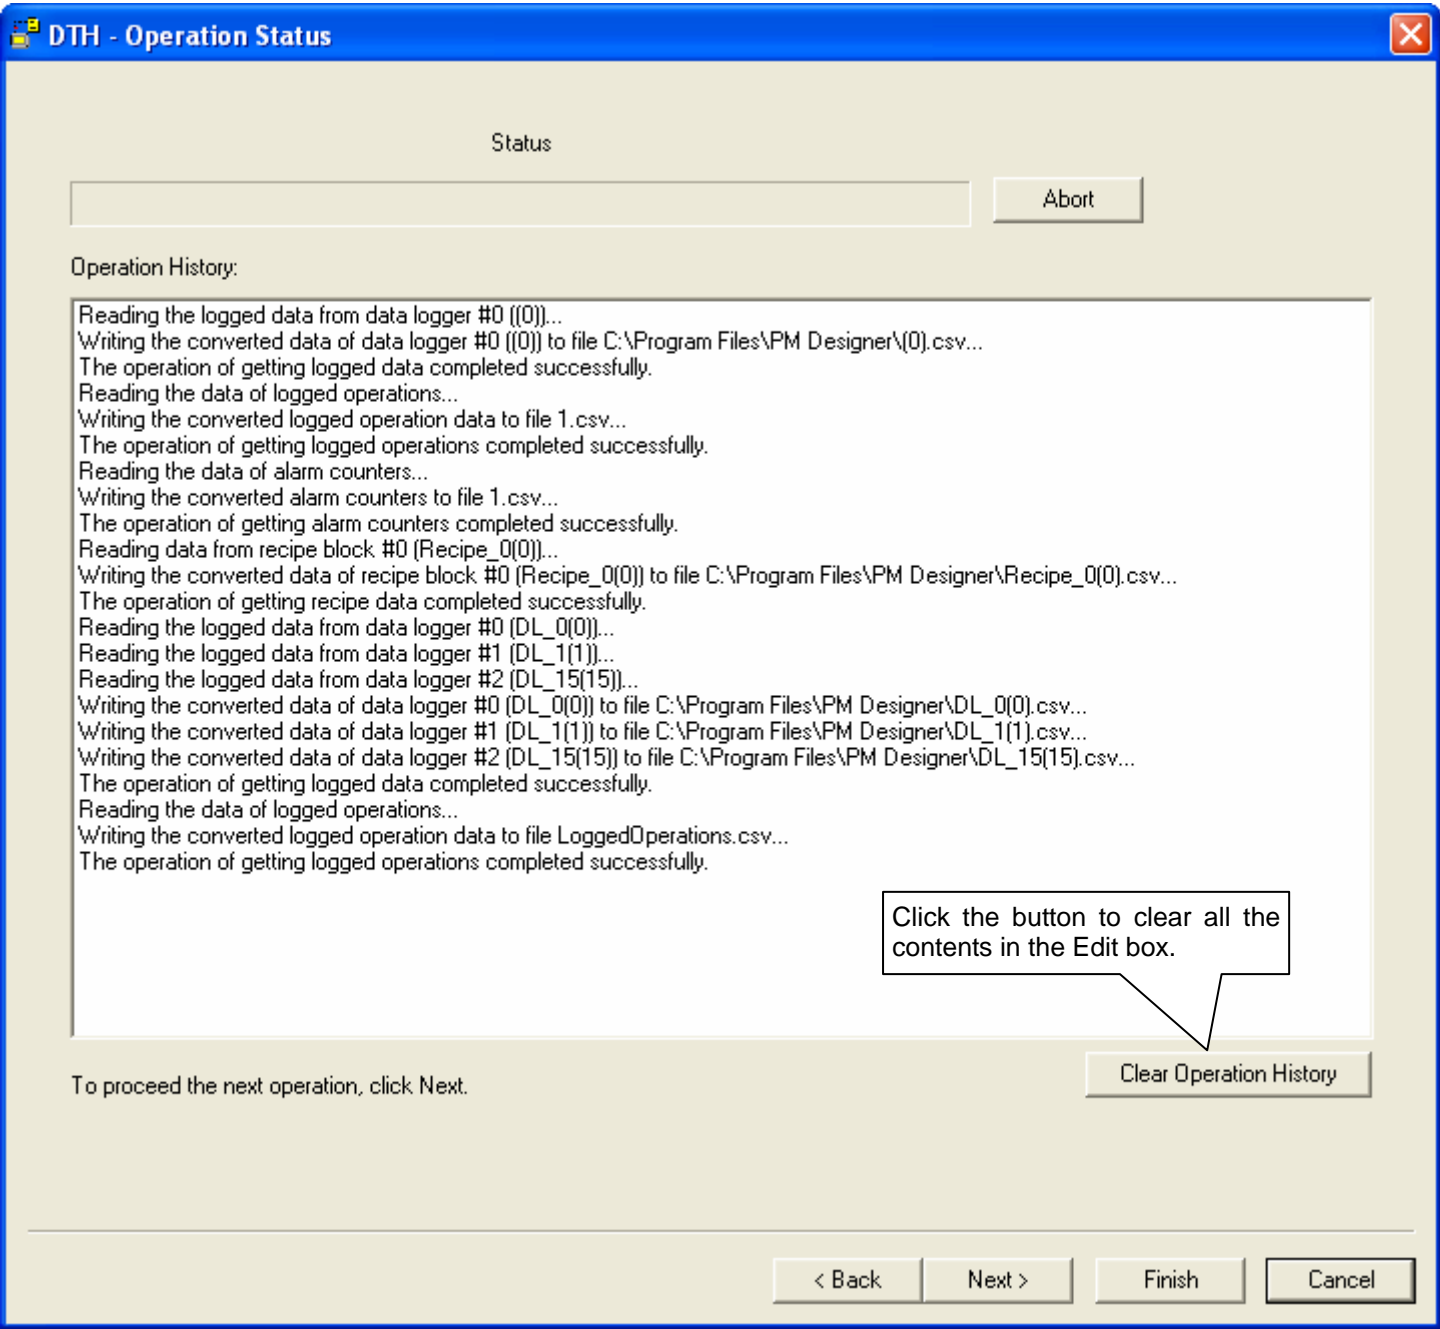 DTH - Operation Status
Status
Abort
Operation History:
Reading the logged data from data logger #0 ((0))...
Writing the converted data of data logger #0 ((0)) to file C:\Program Files\PM Designer\(0).csv...
The operation of getting logged data completed successfully.
Reading the data of logged operations...
Writing the converted logged operation data to file 1.csv...
The operation of getting logged operations completed successfully.
Reading the data of alarm counters...
Writing the converted alarm counters to file 1.csv...
The operation of getting alarm counters completed successfully.
Reading data from recipe block #0 (Recipe_0(0))...
Writing the converted data of recipe block #0 (Recipe_0(0)) to file C:\Program Files\PM Designer\Recipe_0(0).csv...
The operation of getting recipe data completed successfully.
Reading the logged data from data logger #0 (DL_0(0))...
Reading the logged data from data logger #1 (DL_1(1))...
Reading the logged data from data logger #2 (DL_15(15))...
Writing the converted data of data logger #0 (DL_0(0)) to file C:\Program Files\PM Designer\DL_0(0).csv...
Writing the converted data of data logger #1 (DL_1(1)) to file C:\Program Files\PM Designer\DL_1(1).csv...
Writing the converted data of data logger #2 (DL_15(15)) to file C:\Program Files\PM Designer\DL_15(15).csv...
The operation of getting logged data completed successfully.
Reading the data of logged operations...
Writing the converted logged operation data to file LoggedOperations.csv...
The operation of getting logged operations completed successfully.
Click the button to clear all the
contents in the Edit box.
Clear Operation History
To proceed the next operation, click Next.
< Back
Next >
Finish
Cancel